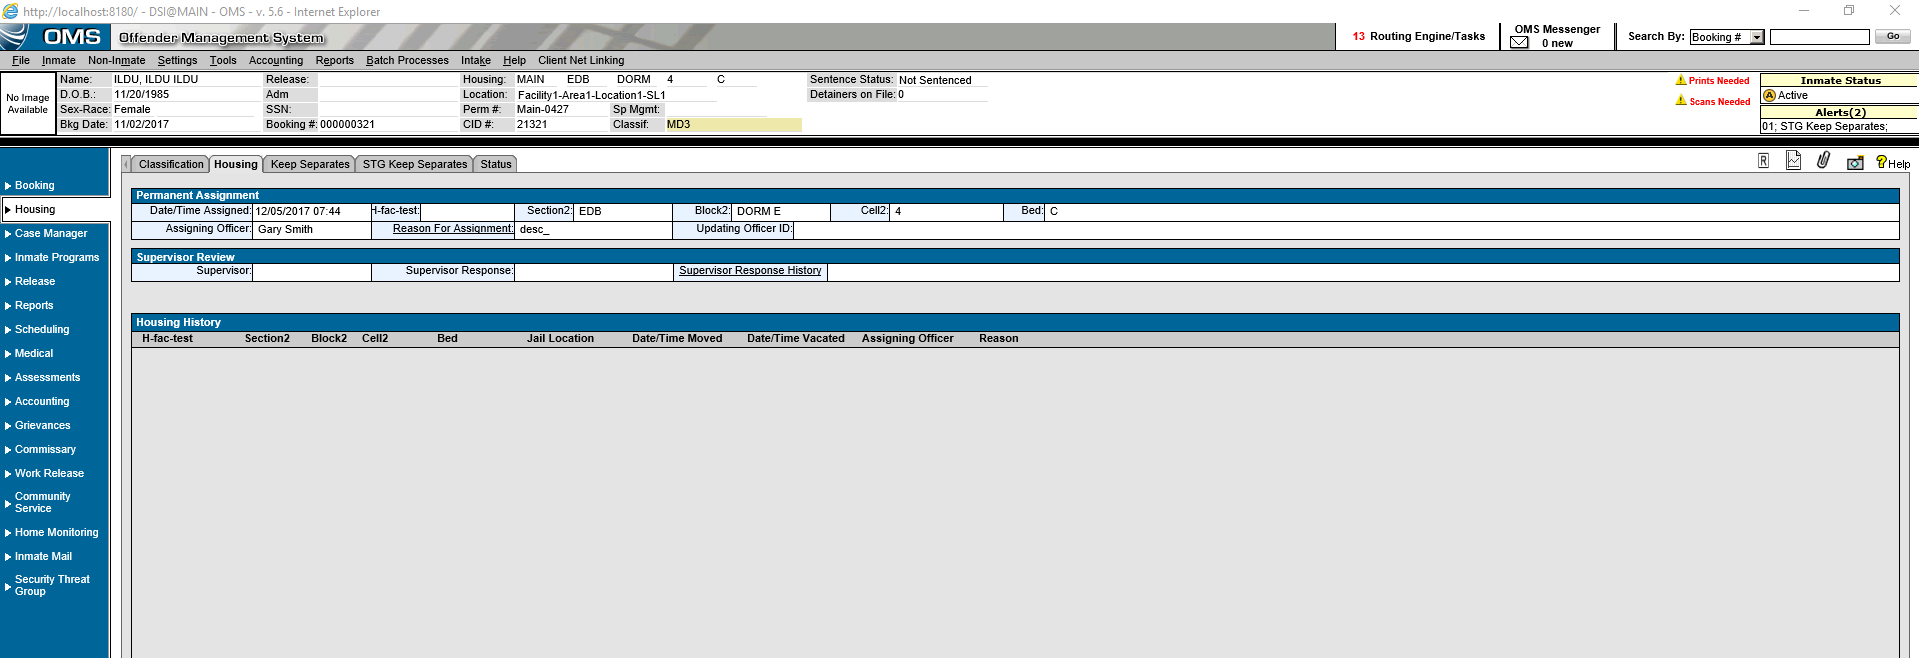 http://localhost:8180/ - DSI@MAIN - OMS - v. 5.6 - Internet Explorer
OMS Offender Management System
13 Routing Engine/Tasks
OMS Messenger
0 new
Search By: Booking # Go
File Inmate Non-Inmate Settings Tools Accounting Reports Batch Processes Intake Help Client Net Linking
No Image Available
Name: ILDU, ILDU ILDU Release: Housing: MAIN EDB DORM 4 C Sentence Status: Not Sentenced
D.O.B.: 11/20/1985 Adm Location: Facility1-Area1-Location1-SL1 Detainers on File: 0
Sex-Race: Female SSN: Perm #: Main-0427 Sp Mgmt:
Bkg Date: 11/02/2017 Booking #: 000000321 CID #: 21321 Classif: MD3
Prints Needed
Scans Needed
Inmate Status
A Active
Alerts(2)
01; STG Keep Separates;
Booking
Housing
Case Manager
Inmate Programs
Release
Reports
Scheduling
Medical
Assessments
Accounting
Grievances
Commissary
Work Release
Community
Service
Home Monitoring
Inmate Mail
Security Threat
Group
Classification Housing Keep Separates STG Keep Separates Status
R ? Help
Permanent Assignment
Date/Time Assigned: 12/05/2017 07:44 H-fac-test: Section2: EDB Block2: DORM E Cell2: 4 Bed: C
Assigning Officer: Gary Smith Reason For Assignment: desc_ Updating Officer ID:
Supervisor Review
Supervisor: Supervisor Response: Supervisor Response History
Housing History
H-fac-test Section2 Block2 Cell2 Bed Jail Location Date/Time Moved Date/Time Vacated Assigning Officer Reason